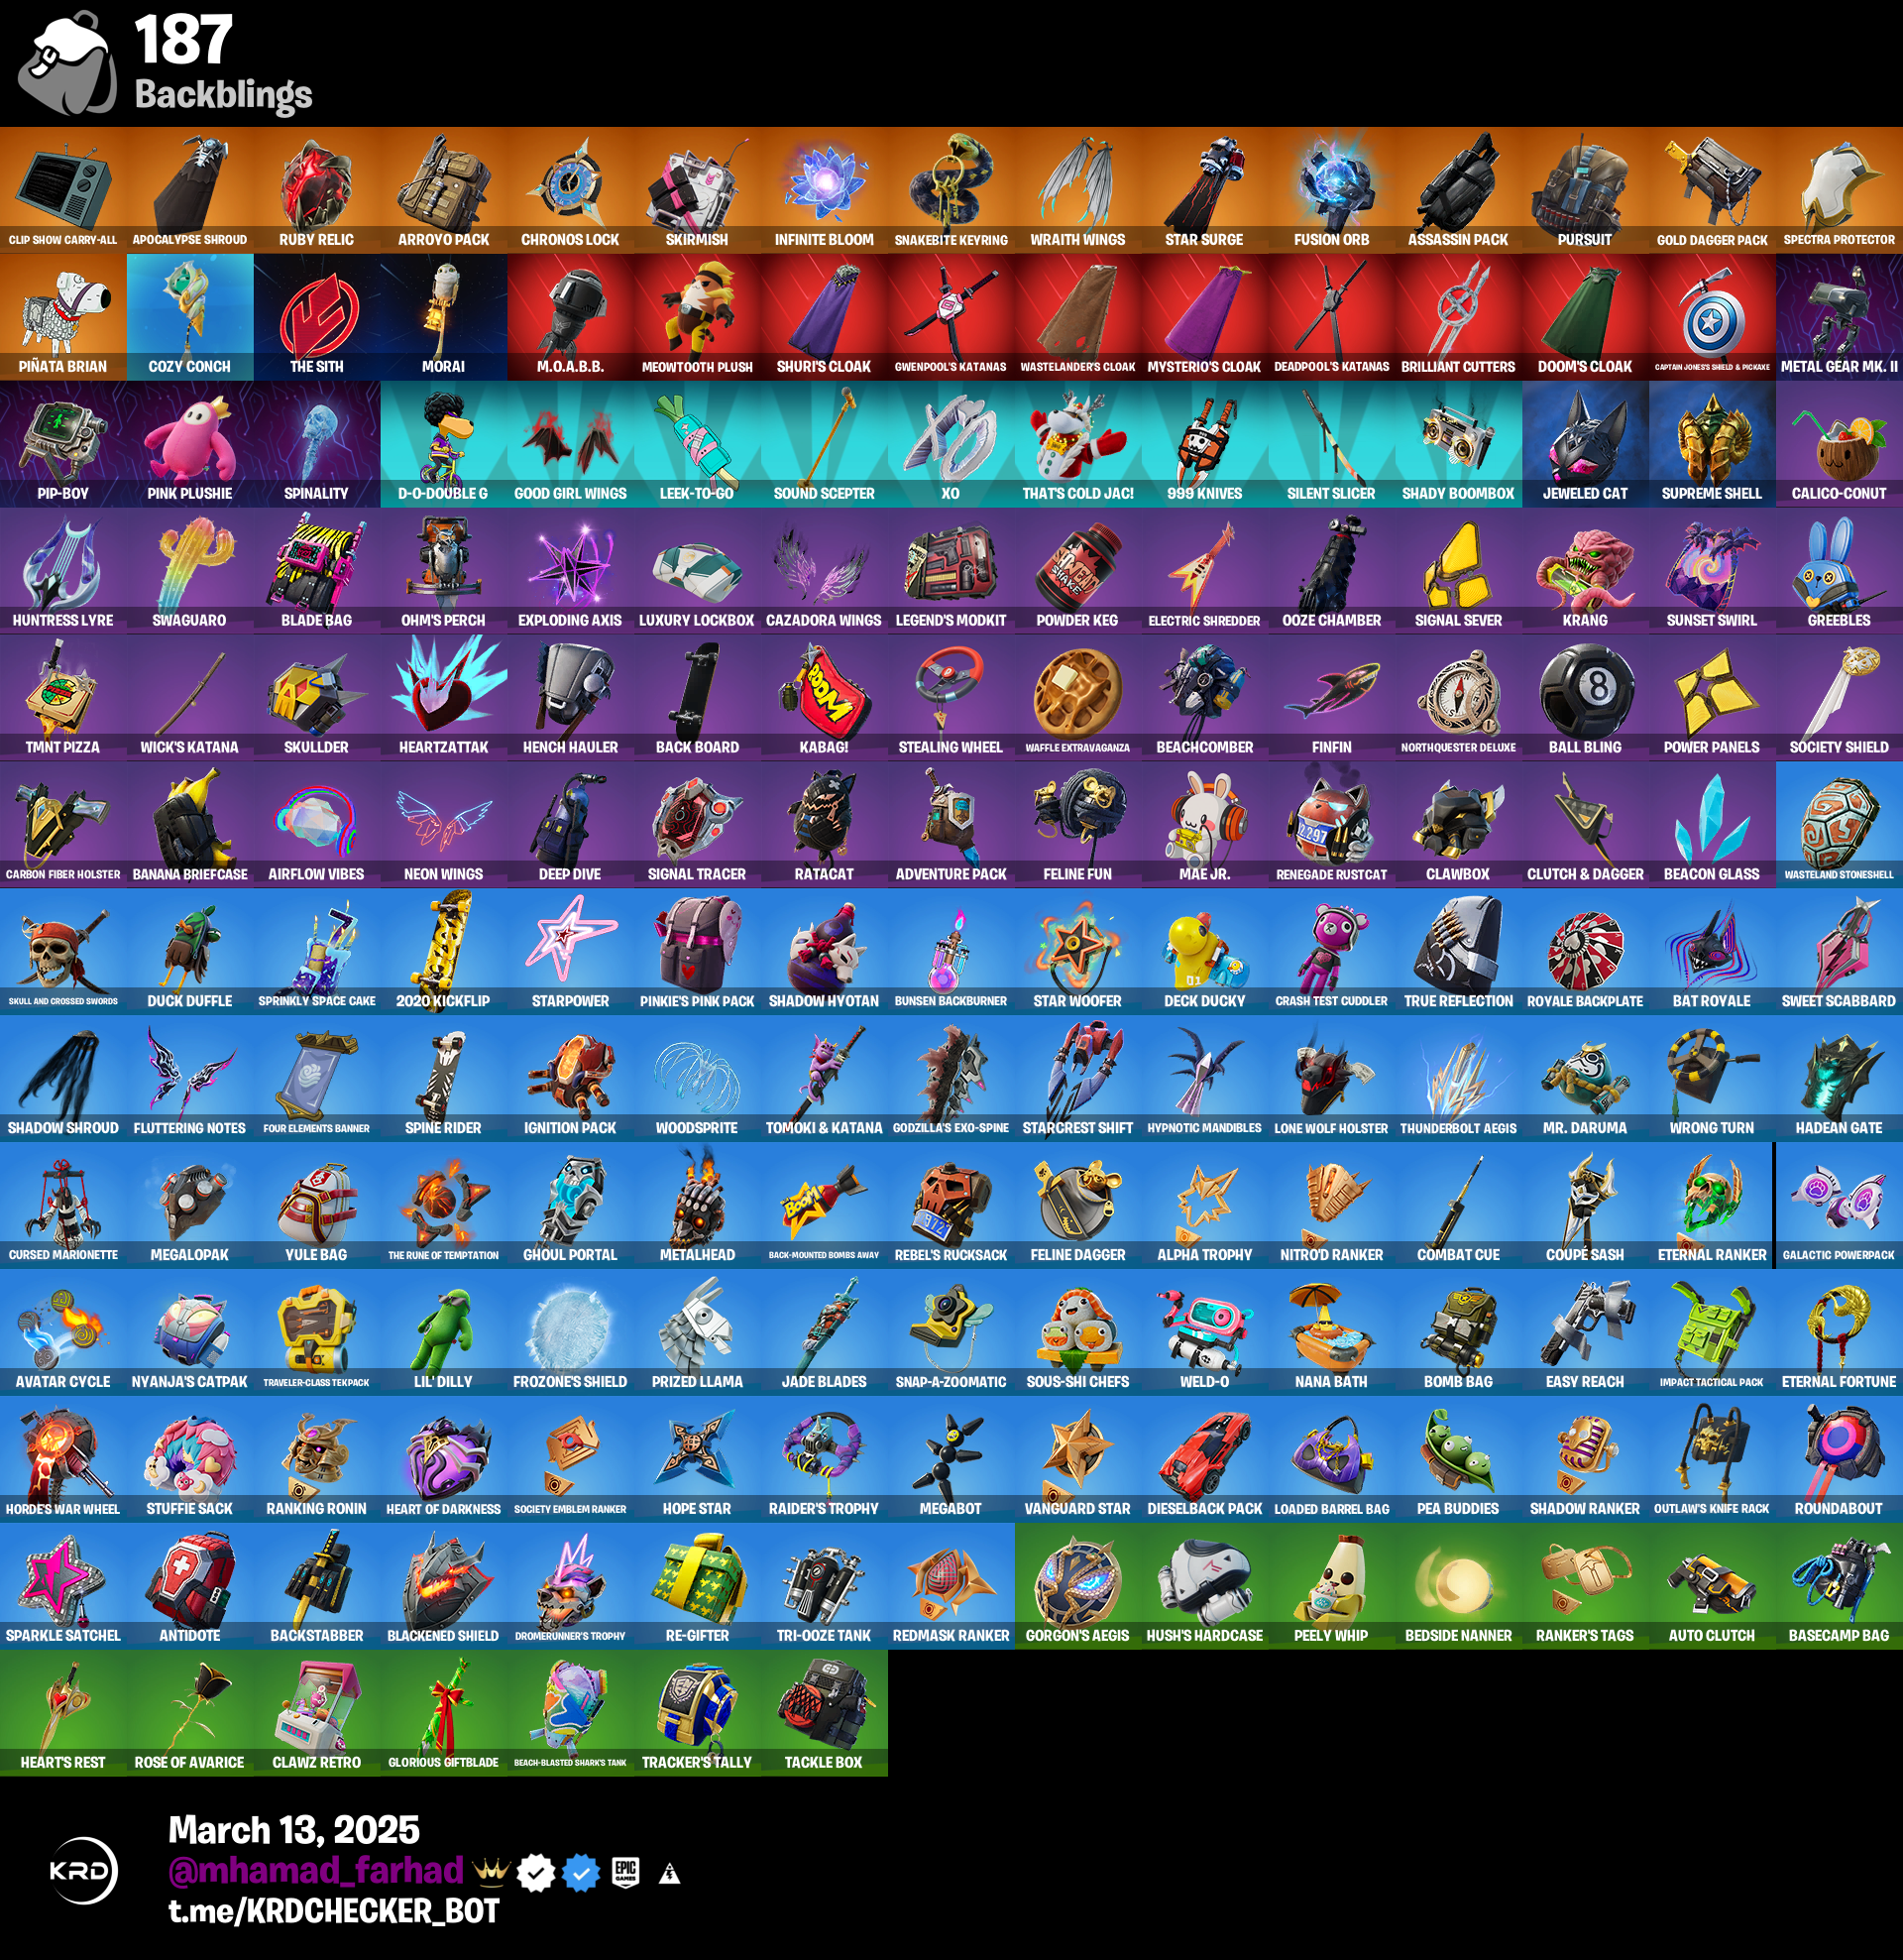 187
Backblings
CLIP SHOW CARRY-ALL
APOCALYPSE SHROUD
RUBY RELIC
ARROYO PACK
CHRONOS LOCK
SKIRMISH
INFINITE BLOOM
SNAKEBITE KEYRING
WRAITH WINGS
STAR SURGE
FUSION ORB
ASSASSIN PACK
PURSUIT
GOLD DAGGER PACK
SPECTRA PROTECTOR
PIÑATA BRIAN
COZY CONCH
THE SITH
MORAI
M.O.A.B.B.
MEOWTOOTH PLUSH
SHURI'S CLOAK
GWENPOOL'S KATANAS
WASTELANDER'S CLOAK
MYSTERIO'S CLOAK
DEADPOOL'S KATANAS
BRILLIANT CUTTERS
DOOM'S CLOAK
CAPTAIN JONES'S SHIELD & PICKAXE
METAL GEAR MK. II
PIP-BOY
PINK PLUSHIE
SPINALITY
D-O-DOUBLE G
GOOD GIRL WINGS
LEEK-TO-GO
SOUND SCEPTER
XO
THAT'S COLD JAC!
999 KNIVES
SILENT SLICER
SHADY BOOMBOX
JEWELED CAT
SUPREME SHELL
CALICO-CONUT
HUNTRESS LYRE
SWAGUARO
BLADE BAG
OHM'S PERCH
EXPLODING AXIS
LUXURY LOCKBOX
CAZADORA WINGS
LEGEND'S MODKIT
POWDER KEG
ELECTRIC SHREDDER
OOZE CHAMBER
SIGNAL SEVER
KRANG
SUNSET SWIRL
GREEBLES
TMNT PIZZA
WICK'S KATANA
SKULLDER
HEARTZATTAK
HENCH HAULER
BACK BOARD
KABAG!
STEALING WHEEL
WAFFLE EXTRAVAGANZA
BEACHCOMBER
FINFIN
NORTHQUESTER DELUXE
BALL BLING
POWER PANELS
SOCIETY SHIELD
CARBON FIBER HOLSTER
BANANA BRIEFCASE
AIRFLOW VIBES
NEON WINGS
DEEP DIVE
SIGNAL TRACER
RATACAT
ADVENTURE PACK
FELINE FUN
MAE JR.
RENEGADE RUSTCAT
CLAWBOX
CLUTCH & DAGGER
BEACON GLASS
WASTELAND STONESHELL
SKULL AND CROSSED SWORDS
DUCK DUFFLE
SPRINKLY SPACE CAKE
2020 KICKFLIP
STARPOWER
PINKIE'S PINK PACK
SHADOW HYOTAN
BUNSEN BACKBURNER
STAR WOOFER
DECK DUCKY
CRASH TEST CUDDLER
TRUE REFLECTION
ROYALE BACKPLATE
BAT ROYALE
SWEET SCABBARD
SHADOW SHROUD
FLUTTERING NOTES
FOUR ELEMENTS BANNER
SPINE RIDER
IGNITION PACK
WOODSPRITE
TOMOKI & KATANA
GODZILLA'S EXO-SPINE
STARCREST SHIFT
HYPNOTIC MANDIBLES
LONE WOLF HOLSTER
THUNDERBOLT AEGIS
MR. DARUMA
WRONG TURN
HADEAN GATE
CURSED MARIONETTE
MEGALOPAK
YULE BAG
THE RUNE OF TEMPTATION
GHOUL PORTAL
METALHEAD
BACK-MOUNTED BOMBS AWAY
REBEL'S RUCKSACK
FELINE DAGGER
ALPHA TROPHY
NITRO'D RANKER
COMBAT CUE
COUPÉ SASH
ETERNAL RANKER
GALACTIC POWERPACK
AVATAR CYCLE
NYANJA'S CATPAK
TRAVELER-CLASS TEKPACK
LIL' DILLY
FROZONE'S SHIELD
PRIZED LLAMA
JADE BLADES
SNAP-A-ZOOMATIC
SOUS-SHI CHEFS
WELD-O
NANA BATH
BOMB BAG
EASY REACH
IMPACT TACTICAL PACK
ETERNAL FORTUNE
HORDE'S WAR WHEEL
STUFFIE SACK
RANKING RONIN
HEART OF DARKNESS
SOCIETY EMBLEM RANKER
HOPE STAR
RAIDER'S TROPHY
MEGABOT
VANGUARD STAR
DIESELBACK PACK
LOADED BARREL BAG
PEA BUDDIES
SHADOW RANKER
OUTLAW'S KNIFE RACK
ROUNDABOUT
SPARKLE SATCHEL
ANTIDOTE
BACKSTABBER
BLACKENED SHIELD
DROMERUNNER'S TROPHY
RE-GIFTER
TRI-OOZE TANK
REDMASK RANKER
GORGON'S AEGIS
HUSH'S HARDCASE
PEELY WHIP
BEDSIDE NANNER
RANKER'S TAGS
AUTO CLUTCH
BASECAMP BAG
HEART'S REST
ROSE OF AVARICE
CLAWZ RETRO
GLORIOUS GIFTBLADE
BEACH-BLASTED SHARK'S TANK
TRACKER'S TALLY
TACKLE BOX
March 13, 2025
KRD
@mhamad_farhad
EPIC
GAMES
t.me/KRDCHECKER_BOT